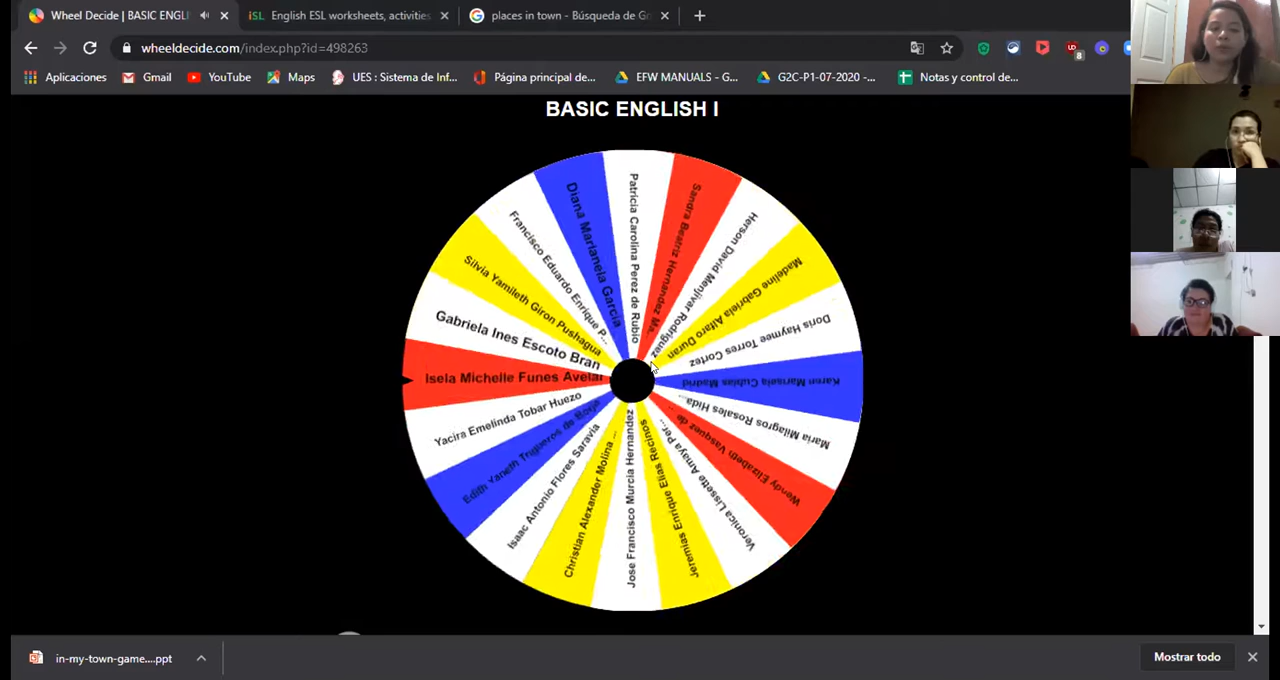 Wheel Decide | BASIC ENGLI
English ESL worksheets, activities
places in town - Búsqueda de Go
wheeldecide.com/index.php?id=498263
Aplicaciones
Gmail
YouTube
Maps
UES : Sistema de Inf...
Página principal de...
EFW MANUALS - G...
G2C-P1-07-2020 -...
Notas y control de...
BASIC ENGLISH I
Patricia Carolina Perez de Rubio
Sandra Beatriz Hernandez Ma...
Herson David Menjivar Rodriguez
Madeline Gabriela Alfaro Duran
Doris Haymee Torres Cortez
Karen Marisela Cubias Madrid
Maria Milagros Rosales Hida...
Wendy Elizabeth Vasquez de ...
Veronica Lissette Amaya Per...
Jeremias Enrique Elias Recinos
Jose Francisco Murcia Hernandez
Christian Alexander Molina ...
Isaac Antonio Flores Saravia
Edith Yaneth Trigueros de
Yacira Emelinda Tobar Huezo
Isela Michelle Funes Avelar
Gabriela Ines Escoto Bran
Silvia Yamileth Giron Pushagua
Francisco Eduardo Enrique P...
Diana Marianela Garcia
in-my-town-game....ppt
Mostrar todo